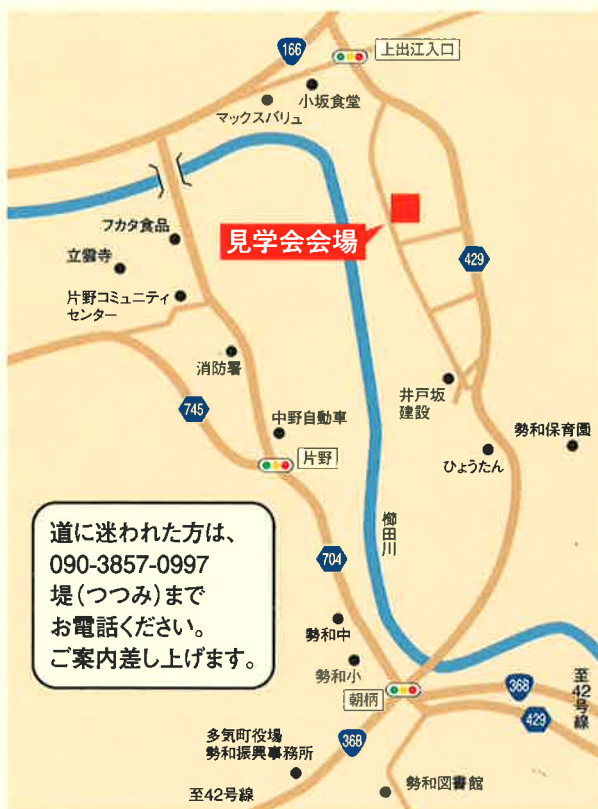 166
上出江入口
小坂食堂
マックスバリュ
フカタ食品
立雲寺
見学会会場
片野コミュニティ
センター
429
消防署
745
井戸坂
建設
中野自動車
勢和保育園
片野
ひょうたん
櫛田川
道に迷われた方は、
090-3857-0997
堤(つつみ)まで
お電話ください。
ご案内差し上げます。
704
勢和中
勢和小
朝柄
368
至42号線
429
多気町役場
勢和振興事務所
368
至42号線
勢和図書館